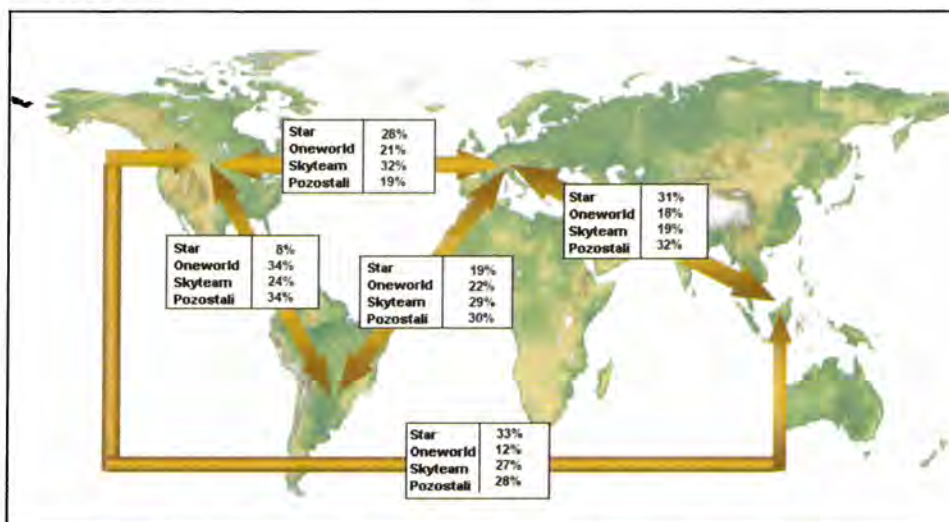 Star 28%
Oneworld 21%
Skyteam 32%
Pozostali 19%
Star 31%
Oneworld 18%
Skyteam 19%
Pozostali 32%
Star 8%
Oneworld 34%
Skyteam 24%
Pozostali 34%
Star 19%
Oneworld 22%
Skyteam 29%
Pozostali 30%
Star 33%
Oneworld 12%
Skyteam 27%
Pozostali 28%